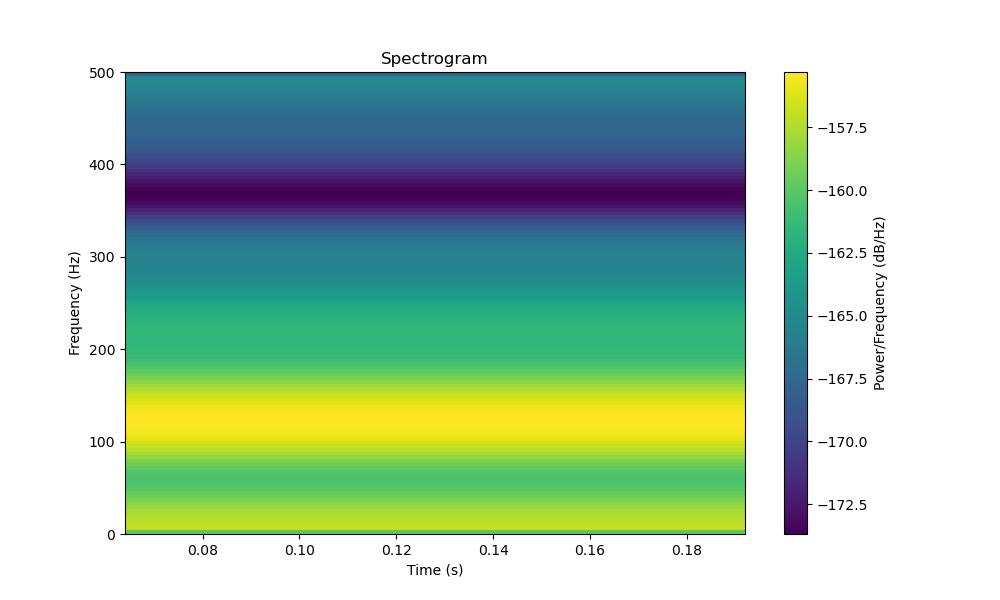 Spectrogram
500
400
300
200
100
0
Frequency (Hz)
0.08 0.10 0.12 0.14 0.16 0.18
Time (s)
−157.5
−160.0
−162.5
−165.0
−167.5
−170.0
−172.5
Power/Frequency (dB/Hz)